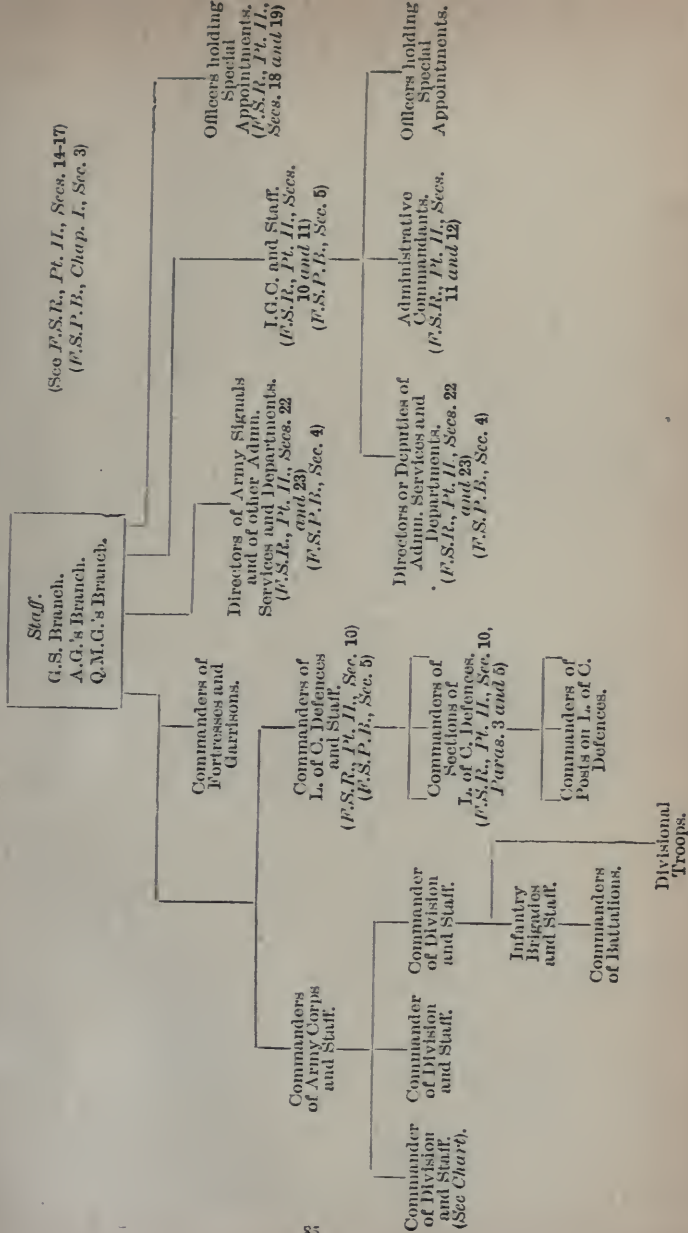 (See F.S.R., Pt. II., Secs. 14-17)
(F.S.P.B., Chap. I., Sec. 3)
Staff.
G.S. Branch.
A.G.'s Branch.
Q.M.G.'s Branch.
Commanders of
Fortresses and
Garrisons.
Directors of Army Signals
and of other Admn.
Services and Departments.
(F.S.R., Pt. II., Secs. 22
and 23)
(F.S.P.B., Sec. 4)
I.G.C. and Staff.
(F.S.R., Pt. II., Secs.
10 and 11)
(F.S.P.B., Sec. 5)
Officers holding
Special
Appointments.
(F.S.R., Pt. II.,
Secs. 18 and 19)
Commanders
of Army Corps
and Staff.
Commanders of
L. of C. Defences
and Staff.
(F.S.R., Pt. II., Sec. 10)
(F.S.P.B., Sec. 5)
Directors or Deputies of
Admn. Services and
Departments.
(F.S.R., Pt. II., Secs. 22
and 23)
(F.S.P.B., Sec. 4)
Administrative
Commandants.
(F.S.R., Pt. II., Secs.
11 and 12)
Officers holding
Special
Appointments.
Commander
of Division
and Staff.
(See Chart).
Commander
of Division
and Staff.
Commander
of Division
and Staff.
Commanders of
Sections of
L. of C. Defences.
(F.S.R., Pt. II., Sec. 10,
Paras. 3 and 5)
Infantry
Brigades
and Staff.
Commanders of
Posts on L. of C.
Defences.
Commanders
of Battalions.
Divisional
Troops.